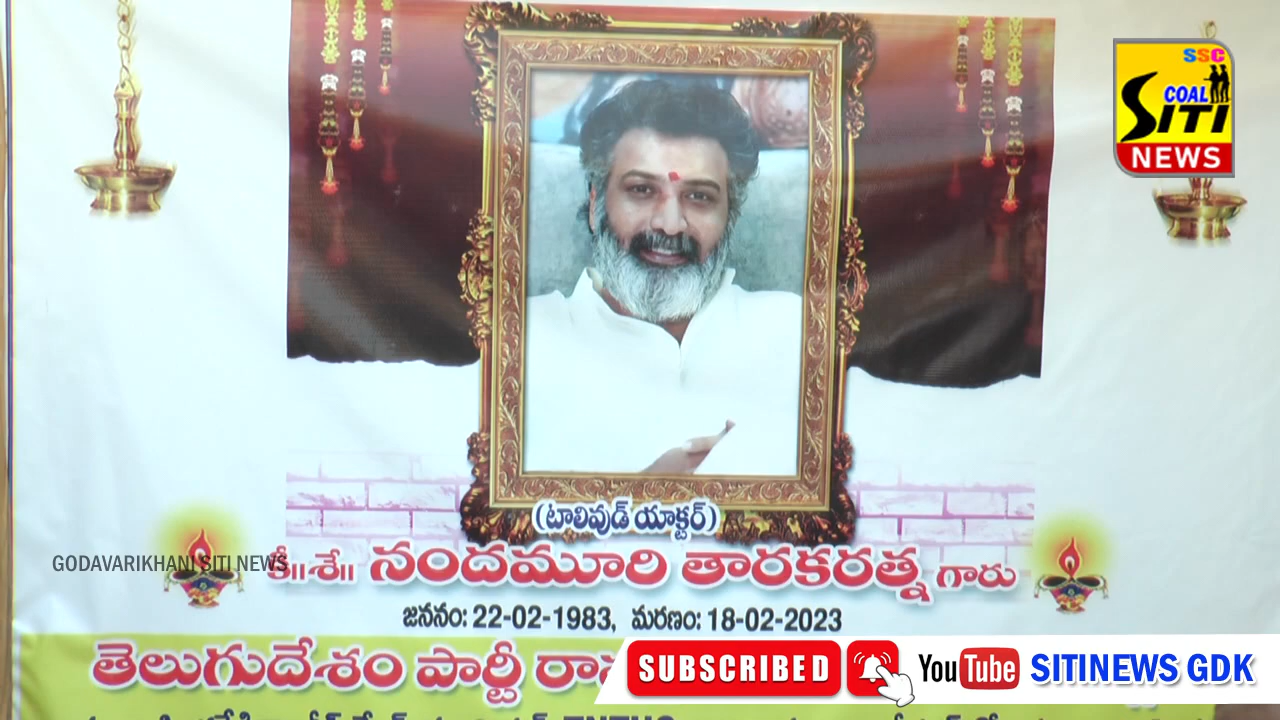 SSC
COAL
SITI
NEWS
(టాలివుడ్ యాక్టర్)
GODAVARIKHANI SITI NEWS
కీ॥శే॥ నందమూరి తారకరత్న గారు
జననం: 22-02-1983, మరణం: 18-02-2023
తెలుగుదేశం పార్టీ
SUBSCRIBED YouTube SITINEWS GDK